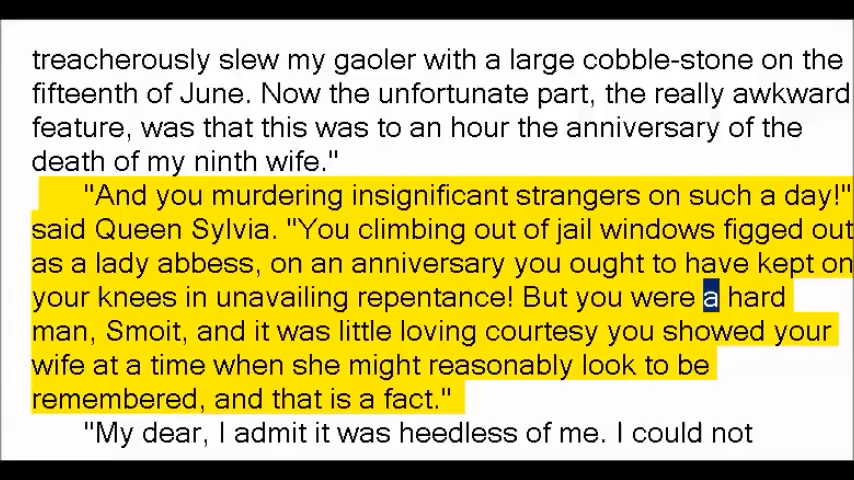 treacherously slew my gaoler with a large cobble-stone on the
fifteenth of June. Now the unfortunate part, the really awkward
feature, was that this was to an hour the anniversary of the
death of my ninth wife."
"And you murdering insignificant strangers on such a day!"
said Queen Sylvia. "You climbing out of jail windows figged out
as a lady abbess, on an anniversary you ought to have kept on
your knees in unavailing repentance! But you were a hard
man, Smoit, and it was little loving courtesy you showed your
wife at a time when she might reasonably look to be
remembered, and that is a fact."
"My dear, I admit it was heedless of me. I could not